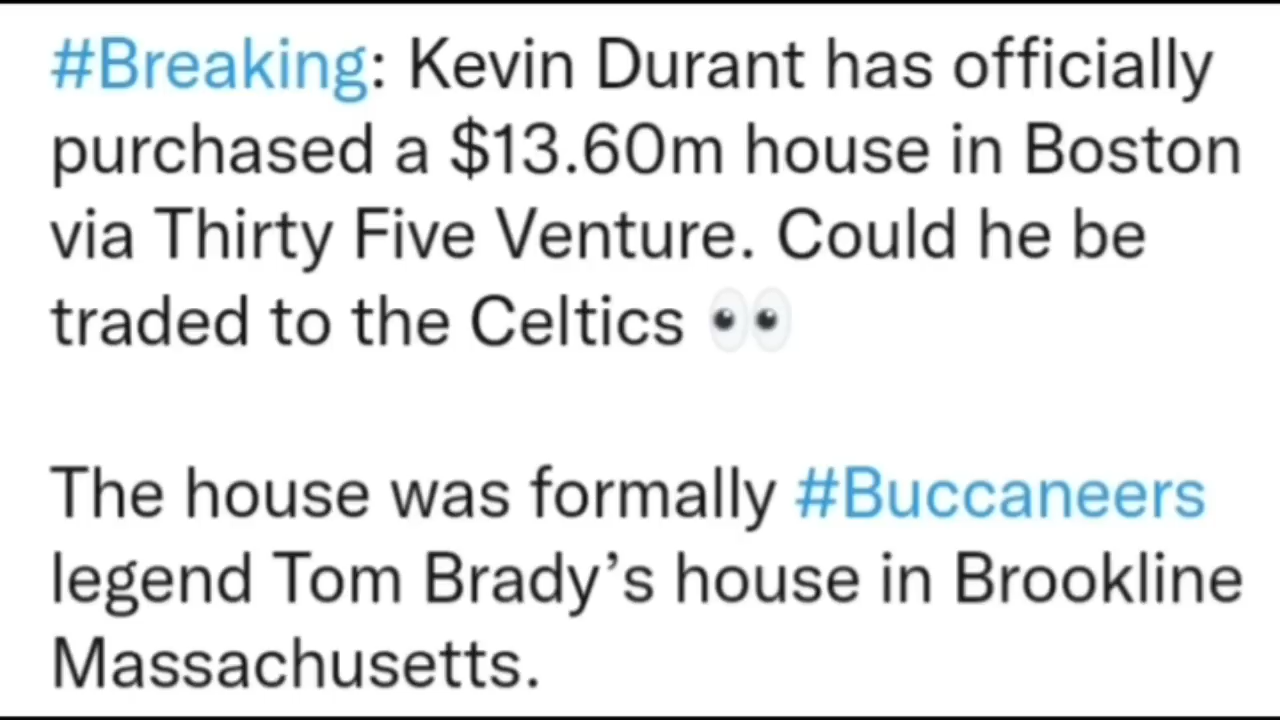 #Breaking: Kevin Durant has officially
purchased a $13.60m house in Boston
via Thirty Five Venture. Could he be
traded to the Celtics 👀
The house was formally #Buccaneers
legend Tom Brady’s house in Brookline
Massachusetts.